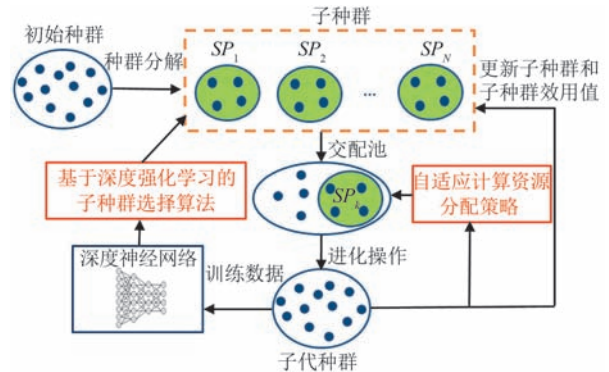 子种群
初始种群
种群分解
SP1
SP2
SPN
...
更新子种群和
子种群效用值
交配池
基于深度强化学习的
子种群选择算法
SPk
自适应计算资源
分配策略
深度神经网络
训练数据
进化操作
子代种群